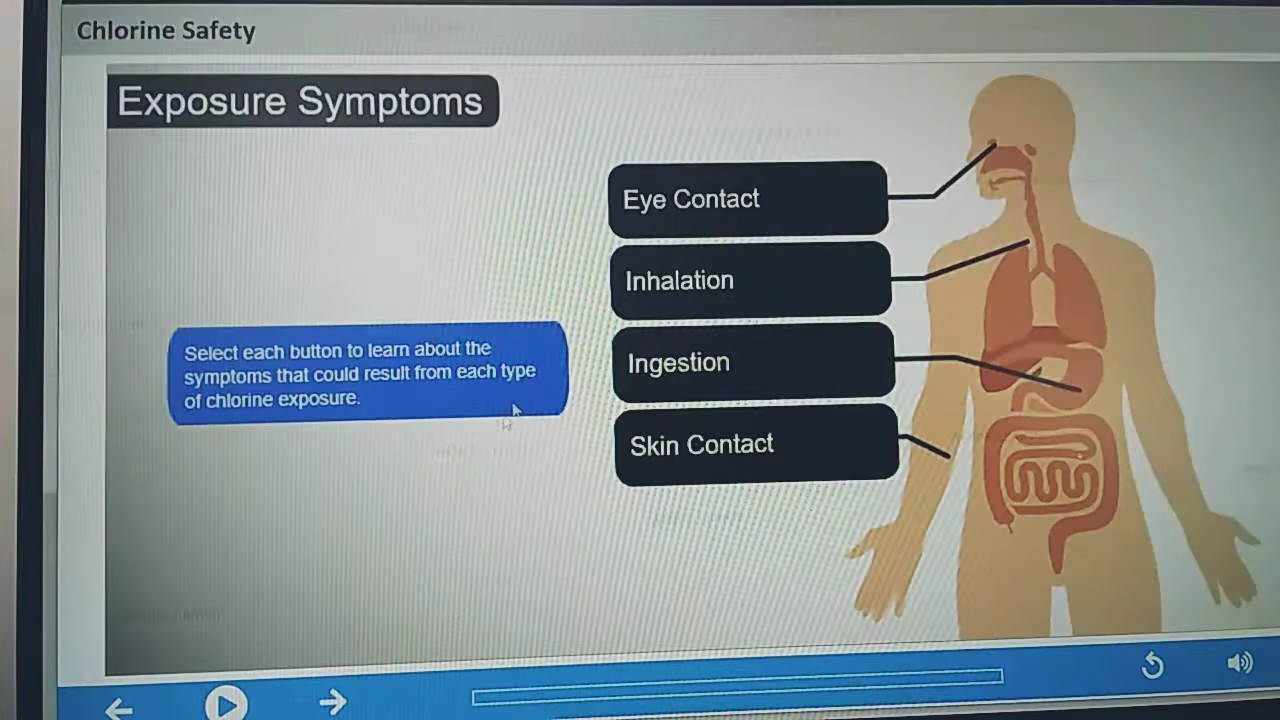 Chlorine Safety
Exposure Symptoms
Eye Contact
Inhalation
Select each button to learn about the
symptoms that could result from each type
of chlorine exposure.
Ingestion
Skin Contact